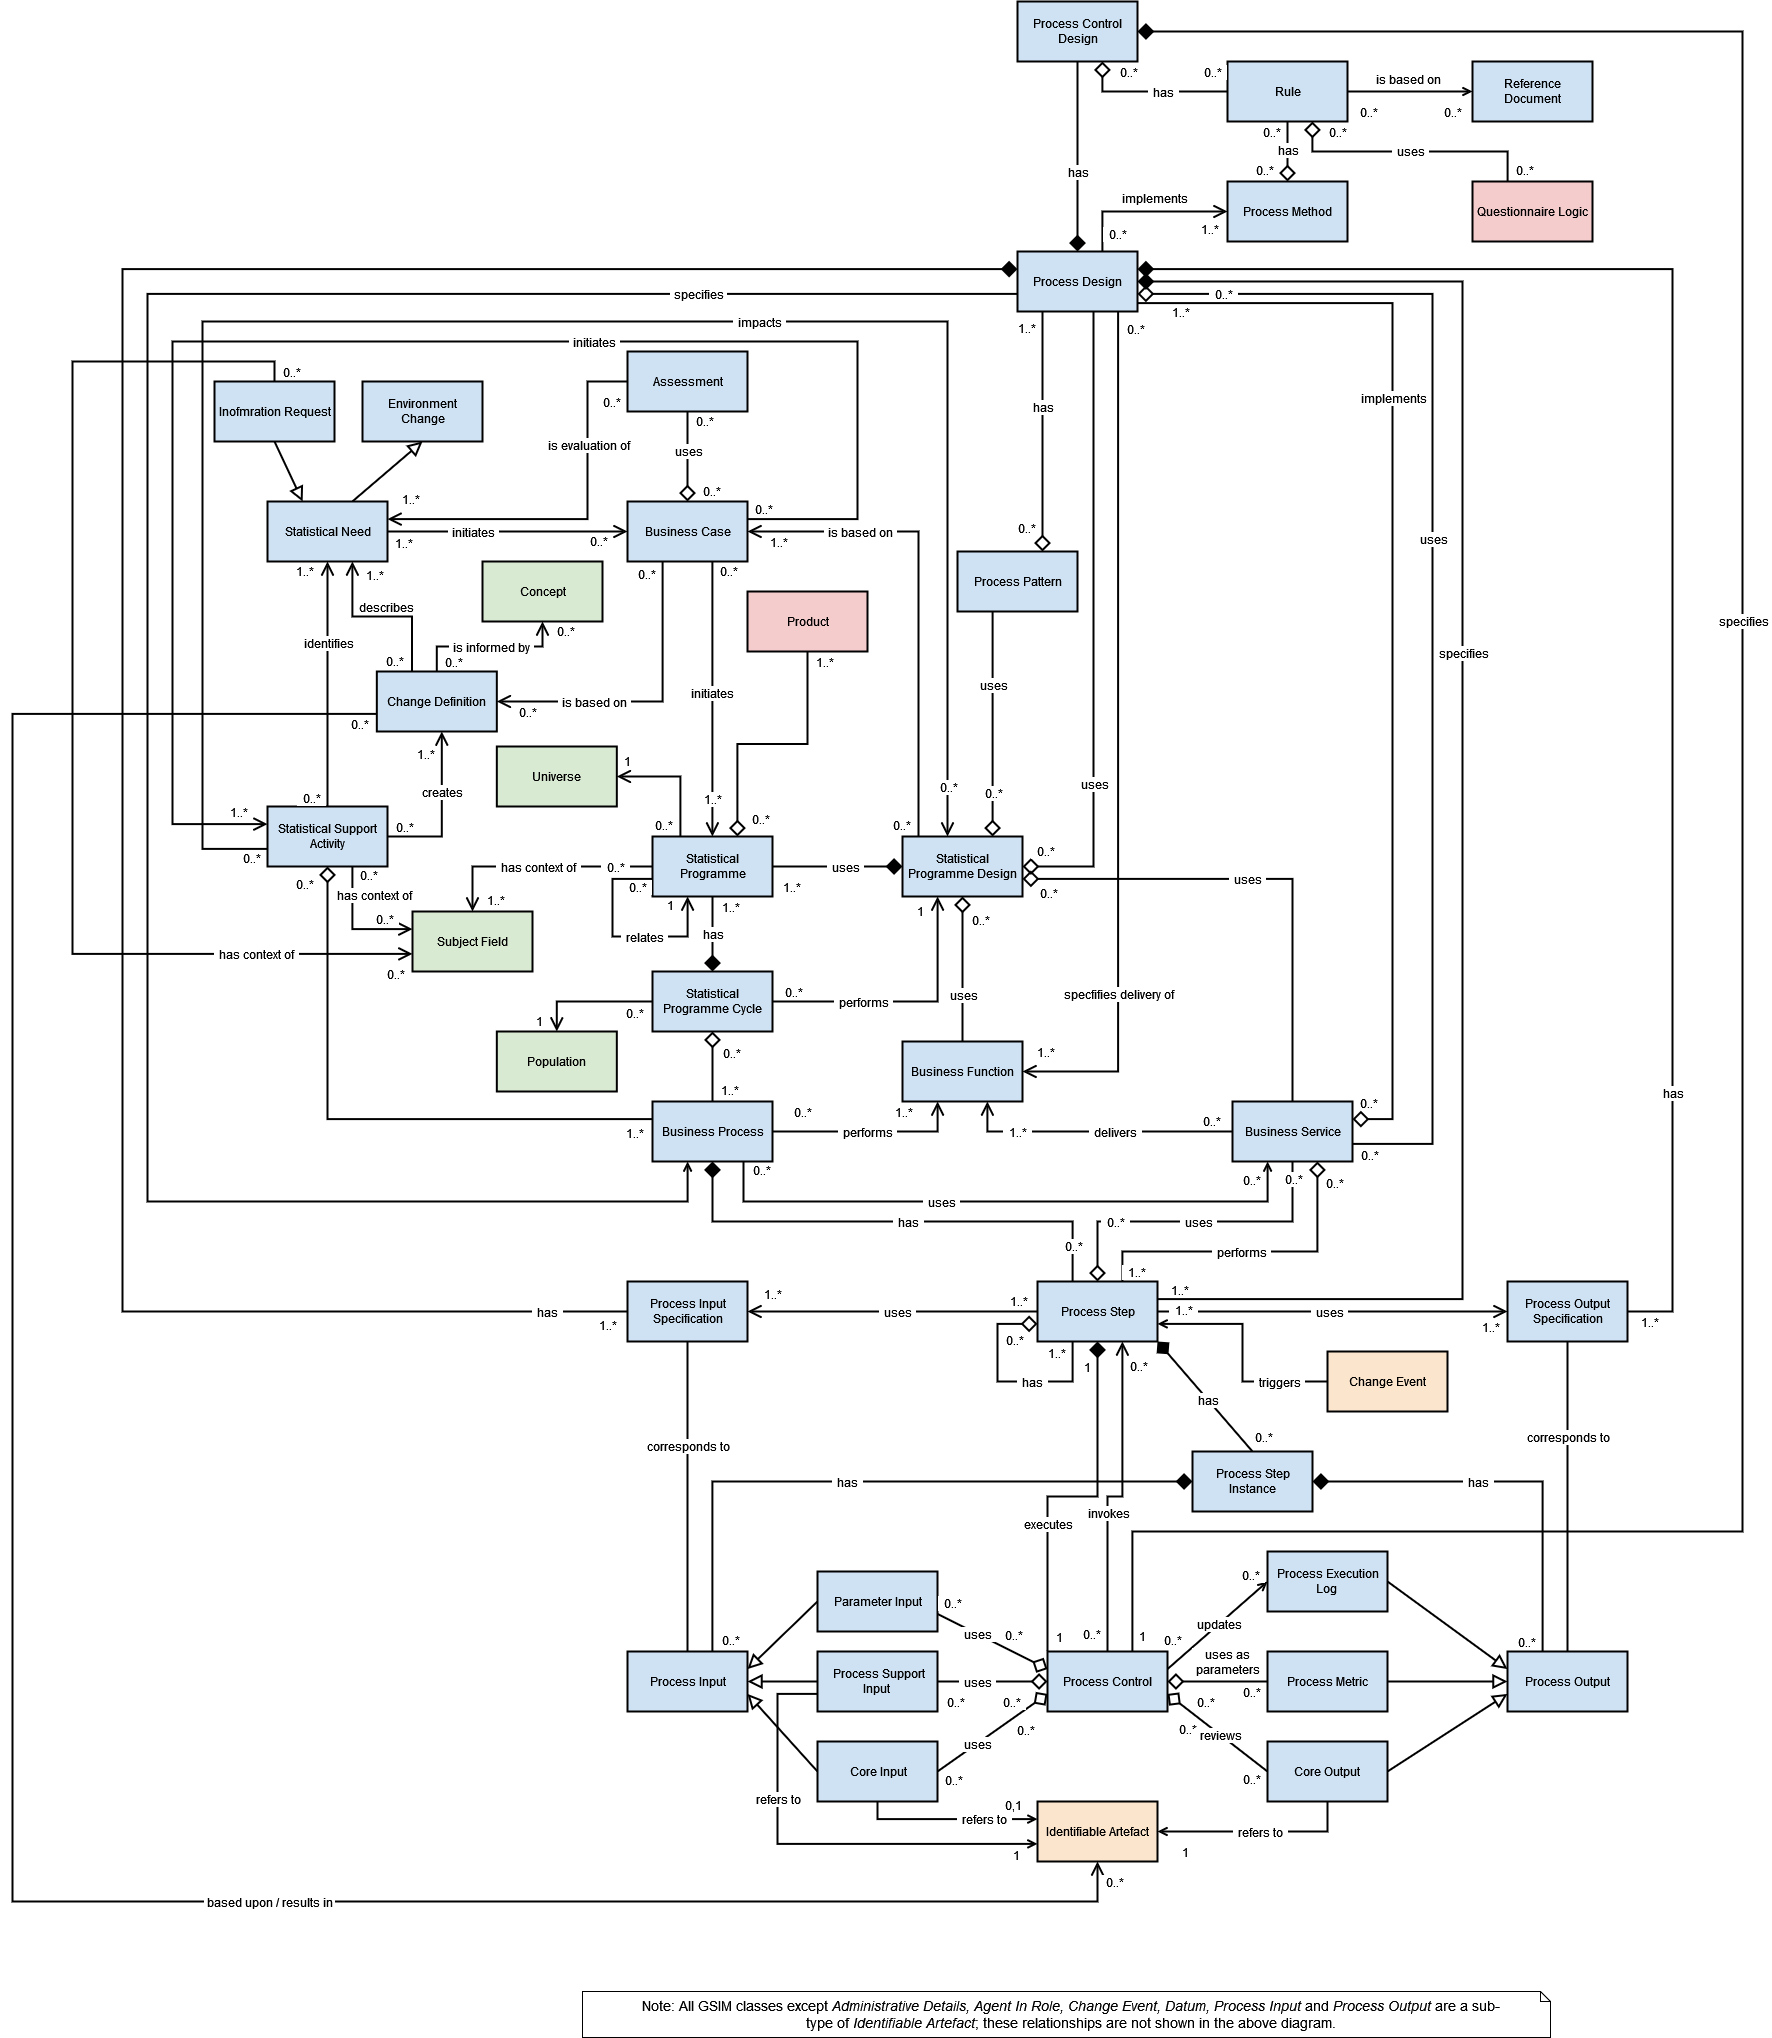 Process Control
Design
0..*
0..*
has
Rule
is based on
0..*
0..*
Reference
Document
0..*
has
0..*
0..*
uses
0..*
has
implements
0..*
1..*
Process Method
Questionnaire Logic
Process Design
specifies
0..*
1..*
impacts
1..*
0..*
initiates
0..*
Inofmration Request
Environment
Change
Assessment
0..*
0..*
is evaluation of
uses
0..*
has
implements
1..*
Statistical Need
initiates
1..*
0..*
Business Case
0..*
is based on
1..*
0..*
uses
1..*
1..*
0..*
0..*
Concept
0..*
Process Pattern
describes
identifies
is informed by
0..*
0..*
Product
1..*
specifies
specifies
uses
Change Definition
0..*
is based on
0..*
initiates
1..*
creates
Universe
1
uses
0..*
0..*
1..*
0..*
1..*
0..*
0..*
0..*
0..*
Statistical Support
Activity
0..*
0..*
Statistical
Programme
uses
1..*
Statistical
Programme Design
0..*
0..*
uses
has context of
0..*
0..*
1..*
0..*
0..*
has context of
0..*
1
1..*
relates
has
1
0..*
Subject Field
has context of
0..*
Statistical
Programme Cycle
0..*
performs
uses
specfifies delivery of
0..*
1
Population
0..*
Business Function
1..*
has
1..*
1..*
Business Process
0..*
performs
1..*
1..*
delivers
0..*
Business Service
0..*
0..*
0..*
uses
0..*
0..*
0..*
has
0..*
0..*
uses
performs
1..*
has
1..*
Process Input
Specification
1..*
uses
1..*
Process Step
1..*
1..*
uses
1..*
Process Output
Specification
1..*
0..*
1..*
has
1
0..*
triggers
Change Event
has
0..*
corresponds to
corresponds to
has
Process Step
Instance
has
executes
invokes
Parameter Input
0..*
uses
0..*
0..*
Process Execution
Log
updates
0..*
Process Input
Process Support
Input
uses
0..*
0..*
1
0..*
1
0..*
Process Control
uses as
parameters
0..*
0..*
Process Metric
0..*
Process Output
Core Input
uses
0..*
0..*
0..*
reviews
0..*
Core Output
refers to
refers to
0,1
1
Identifiable Artefact
refers to
1
0..*
based upon / results in
Note: All GSIM classes except Administrative Details, Agent In Role, Change Event, Datum, Process Input and Process Output are a sub-
type of Identifiable Artefact; these relationships are not shown in the above diagram.